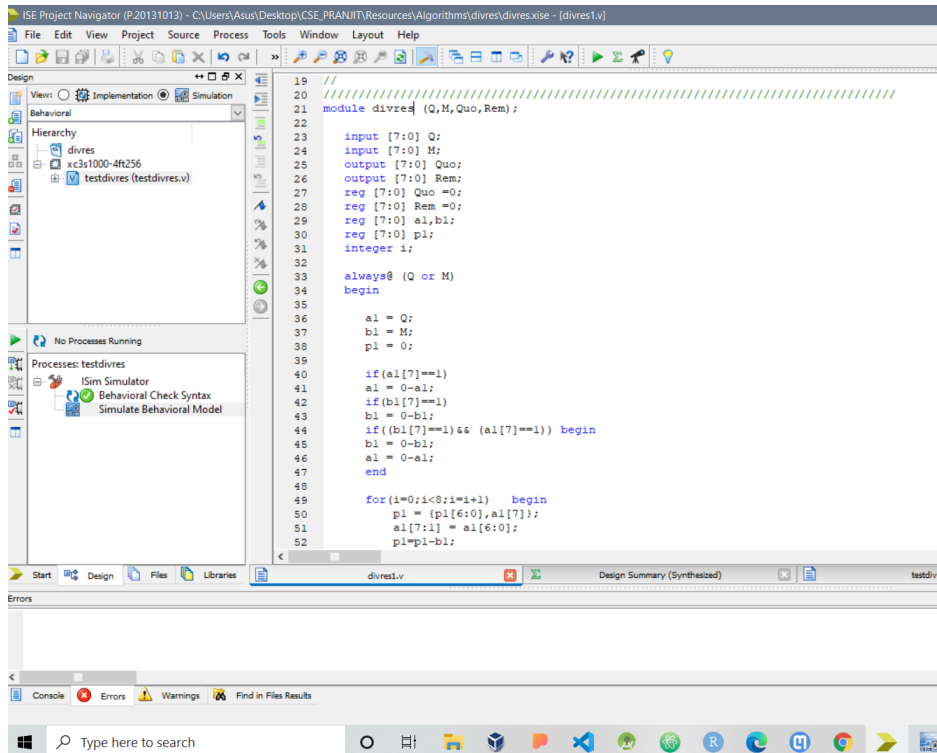 ISE Project Navigator (P.20131013) - C:\Users\Asus\Desktop\CSE_PRANJIT\Resources\Algorithms\divres\divres.xise - [divres1.v]
File Edit View Project Source Process Tools Window Layout Help
Design
View: Implementation Simulation
Behavioral
Hierarchy
divres
xc3s1000-4ft256
testdivres (testdivres.v)
No Processes Running
Processes: testdivres
ISim Simulator
Behavioral Check Syntax
Simulate Behavioral Model
19 //
20 //////////////////////////////////////////////////////////////////////////////////
21 module divres (Q,M,Quo,Rem);
22
23 input [7:0] Q;
24 input [7:0] M;
25 output [7:0] Quo;
26 output [7:0] Rem;
27 reg [7:0] Quo =0;
28 reg [7:0] Rem =0;
29 reg [7:0] a1,b1;
30 reg [7:0] p1;
31 integer i;
32
33 always@ (Q or M)
34 begin
35
36 a1 = Q;
37 b1 = M;
38 p1 = 0;
39
40 if(a1[7]==1)
41 a1 = 0-a1;
42 if(b1[7]==1)
43 b1 = 0-b1;
44 if((b1[7]==1)&& (a1[7]==1)) begin
45 b1 = 0-b1;
46 a1 = 0-a1;
47 end
48
49 for(i=0;i<8;i=i+1) begin
50 p1 = {p1[6:0],a1[7]};
51 a1[7:1] = a1[6:0];
52 p1=p1-b1;
Start Design Files Libraries
divres1.v Design Summary (Synthesized) testdiv
Errors
Console Errors Warnings Find in Files Results
Type here to search